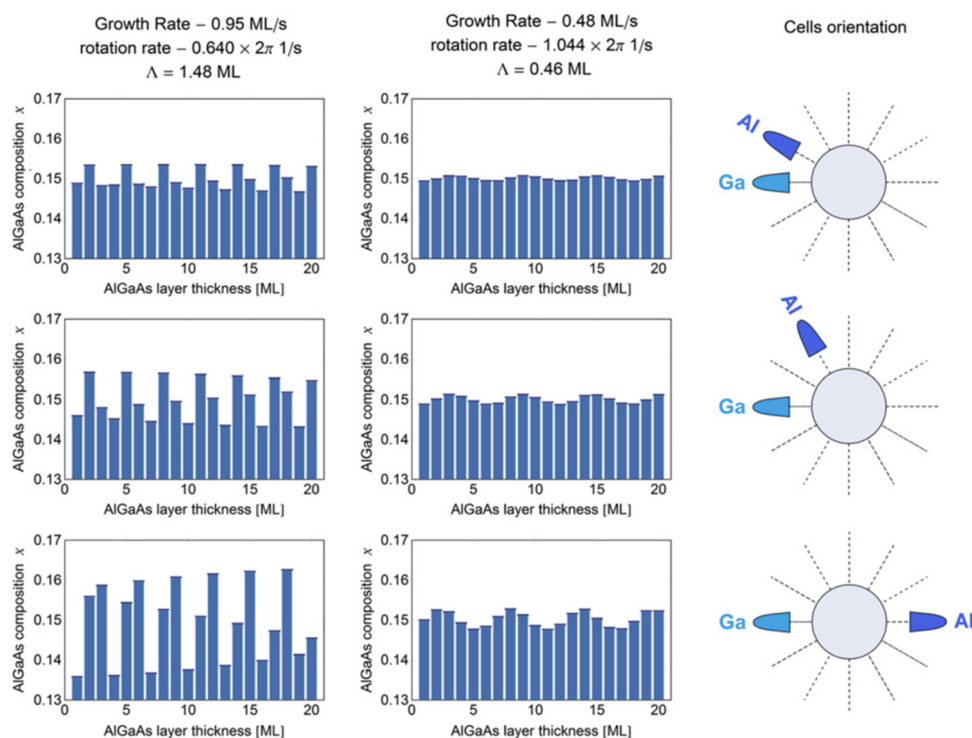 Growth Rate – 0.95 ML/s
rotation rate – 0.640 × 2π 1/s
Λ = 1.48 ML
Growth Rate – 0.48 ML/s
rotation rate – 1.044 × 2π 1/s
Λ = 0.46 ML
Cells orientation
AlGaAs composition x
0.17
0.16
0.15
0.14
0.13
0 5 10 15 20
AlGaAs layer thickness [ML]
AlGaAs composition x
0.17
0.16
0.15
0.14
0.13
0 5 10 15 20
AlGaAs layer thickness [ML]
Al
Ga
AlGaAs composition x
0.17
0.16
0.15
0.14
0.13
0 5 10 15 20
AlGaAs layer thickness [ML]
AlGaAs composition x
0.17
0.16
0.15
0.14
0.13
0 5 10 15 20
AlGaAs layer thickness [ML]
Al
Ga
AlGaAs composition x
0.17
0.16
0.15
0.14
0.13
0 5 10 15 20
AlGaAs layer thickness [ML]
AlGaAs composition x
0.17
0.16
0.15
0.14
0.13
0 5 10 15 20
AlGaAs layer thickness [ML]
Ga
Al